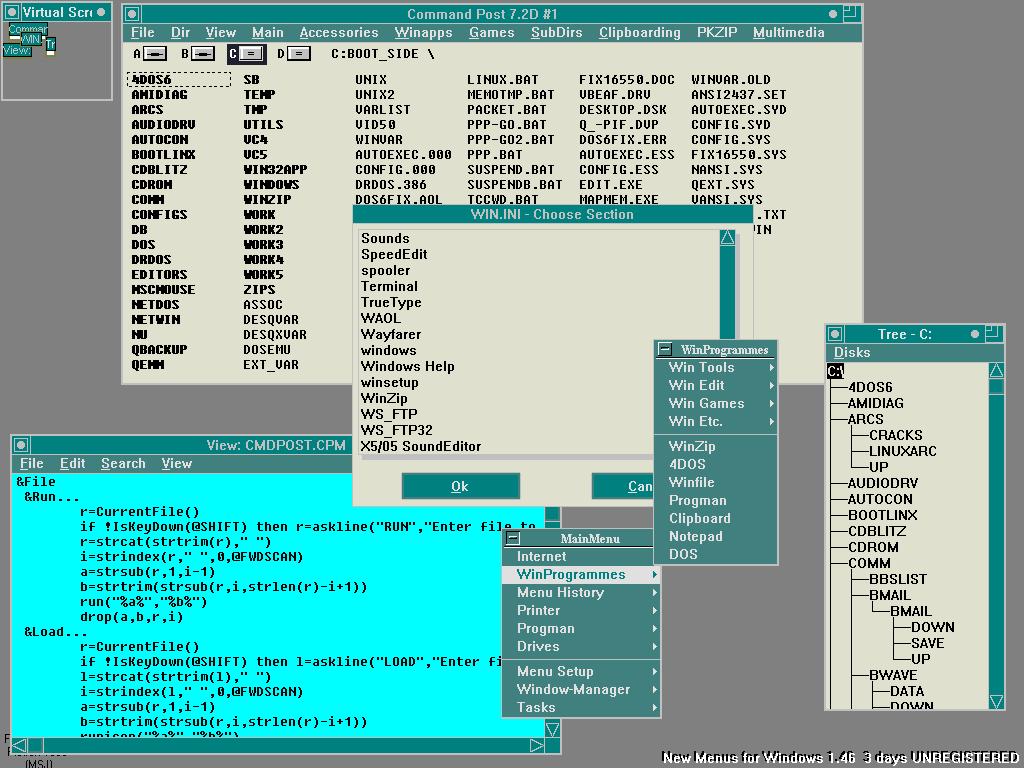 Virtual Scr
Commar
WIN.
Tr
View:
Command Post 7.2D #1
File Dir View Main Accessories Winapps Games SubDirs Clipboarding PKZIP Multimedia
A B C D C:BOOT_SIDE \
4DOS6 SB UNIX LINUX.BAT FIX16550.DOC WINVAR.OLD
AMIDIAG TEMP UNIX2 MEMOTMP.BAT VBEAF.DRV ANSI2437.SET
ARCS TMP VARLIST PACKET.BAT DESKTOP.DSK AUTOEXEC.SYD
AUDIODRV UTILS VID50 PPP-GO.BAT Q_-PIF.DVP CONFIG.SYD
AUTOCON VC4 WINVAR PPP-GO2.BAT DOS6FIX.ERR CONFIG.SYS
BOOTLINX VC5 AUTOEXEC.000 PPP.BAT AUTOEXEC.ESS FIX16550.SYS
CDBLITZ WIN32APP CONFIG.000 SUSPEND.BAT CONFIG.ESS NANSI.SYS
CDROM WINDOWS DRDOS.386 SUSPENDB.BAT EDIT.EXE QEXT.SYS
COMM WINZIP DOS6FIX.AOL TCCWD.BAT MAPMEM.EXE VANSI.SYS
CONFIGS WORK .TXT
DB WORK2 IN
DOS WORK3
DRDOS WORK4
EDITORS WORK5
MSCMOUSE ZIPS
NETDOS ASSOC
NETWIN DESQVAR
NU DESQXVAR
QBACKUP DOSEMU
QEMM EXT_VAR
WIN.INI - Choose Section
Sounds
SpeedEdit
spooler
Terminal
TrueType
WAOL
Wayfarer
windows
Windows Help
winsetup
WinZip
WS_FTP
WS_FTP32
X5/05 SoundEditor
Ok Can
WinProgrammes
Win Tools
Win Edit
Win Games
Win Etc.
WinZip
4DOS
Winfile
Progman
Clipboard
Notepad
DOS
Tree - C:
Disks
C:\
4DOS6
AMIDIAG
ARCS
CRACKS
LINUXARC
UP
AUDIODRV
AUTOCON
BOOTLINX
CDBLITZ
CDROM
COMM
BBSLIST
BMAIL
BMAIL
DOWN
SAVE
UP
BWAVE
DATA
DOWN
View: CMDPOST.CPM
File Edit Search View
&File
&Run...
r=CurrentFile()
if !IsKeyDown(@SHIFT) then r=askline("RUN","Enter file to
r=strcat(strtrim(r)," ")
i=strindex(r," ",0,@FWDSCAN)
a=strsub(r,1,i-1)
b=strtrim(strsub(r,i,strlen(r)-i+1))
run("%a%","%b%")
drop(a,b,r,i)
&Load...
r=CurrentFile()
if !IsKeyDown(@SHIFT) then l=askline("LOAD","Enter fi
l=strcat(strtrim(l)," ")
i=strindex(l," ",0,@FWDSCAN)
a=strsub(r,1,i-1)
b=strtrim(strsub(r,i,strlen(r)-i+1))
runicon("%a%","%b%")
MainMenu
Internet
WinProgrammes
Menu History
Printer
Progman
Drives
Menu Setup
Window-Manager
Tasks
(MSJ)
New Menus for Windows 1.46 3 days UNREGISTERED